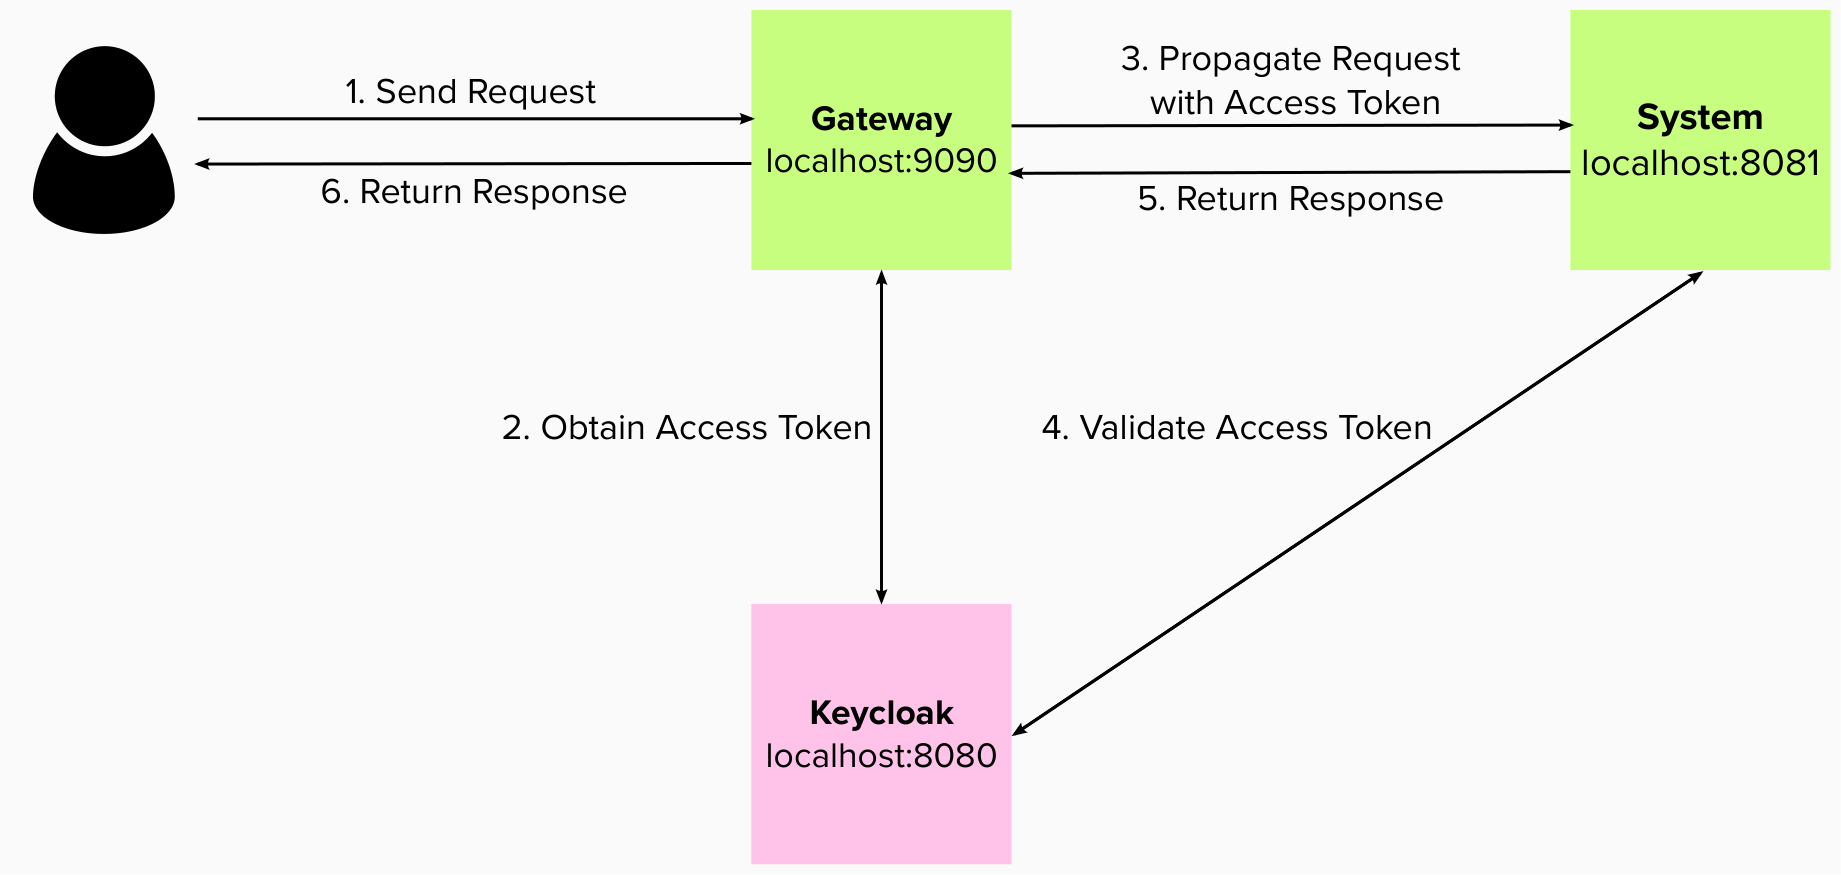 1. Send Request
6. Return Response
Gateway
localhost:9090
3. Propagate Request
with Access Token
5. Return Response
System
localhost:8081
2. Obtain Access Token
4. Validate Access Token
Keycloak
localhost:8080